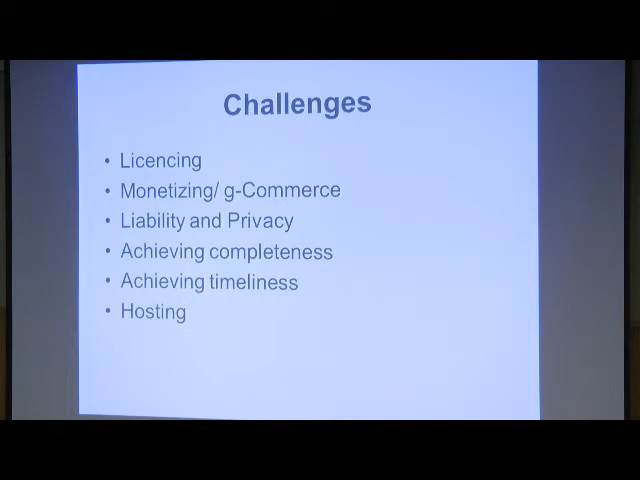 Challenges
• Licencing
• Monetizing/ g-Commerce
• Liability and Privacy
• Achieving completeness
• Achieving timeliness
• Hosting